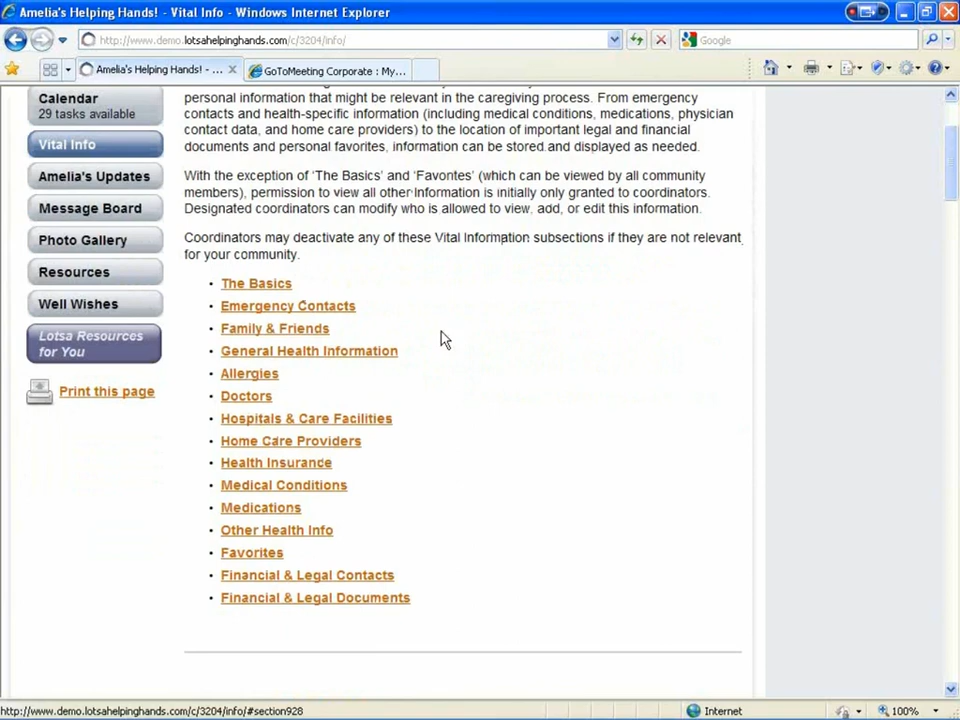 Amelia's Helping Hands! - Vital Info - Windows Internet Explorer
http://www.demo.lotsahelpinghands.com/c/3204/info/
Google
Amelia's Helping Hands! - ...
GoToMeeting Corporate : My...
Calendar
29 tasks available
Vital Info
Amelia's Updates
Message Board
Photo Gallery
Resources
Well Wishes
Lotsa Resources
for You
Print this page
personal information that might be relevant in the caregiving process. From emergency
contacts and health-specific information (including medical conditions, medications, physician
contact data, and home care providers) to the location of important legal and financial
documents and personal favorites, information can be stored and displayed as needed.
With the exception of 'The Basics' and 'Favorites' (which can be viewed by all community
members), permission to view all other Information is initially only granted to coordinators.
Designated coordinators can modify who is allowed to view, add, or edit this information.
Coordinators may deactivate any of these Vital Information subsections if they are not relevant
for your community.
• The Basics
• Emergency Contacts
• Family & Friends
• General Health Information
• Allergies
• Doctors
• Hospitals & Care Facilities
• Home Care Providers
• Health Insurance
• Medical Conditions
• Medications
• Other Health Info
• Favorites
• Financial & Legal Contacts
• Financial & Legal Documents
http://www.demo.lotsahelpinghands.com/c/3204/info/#section928
Internet
100%